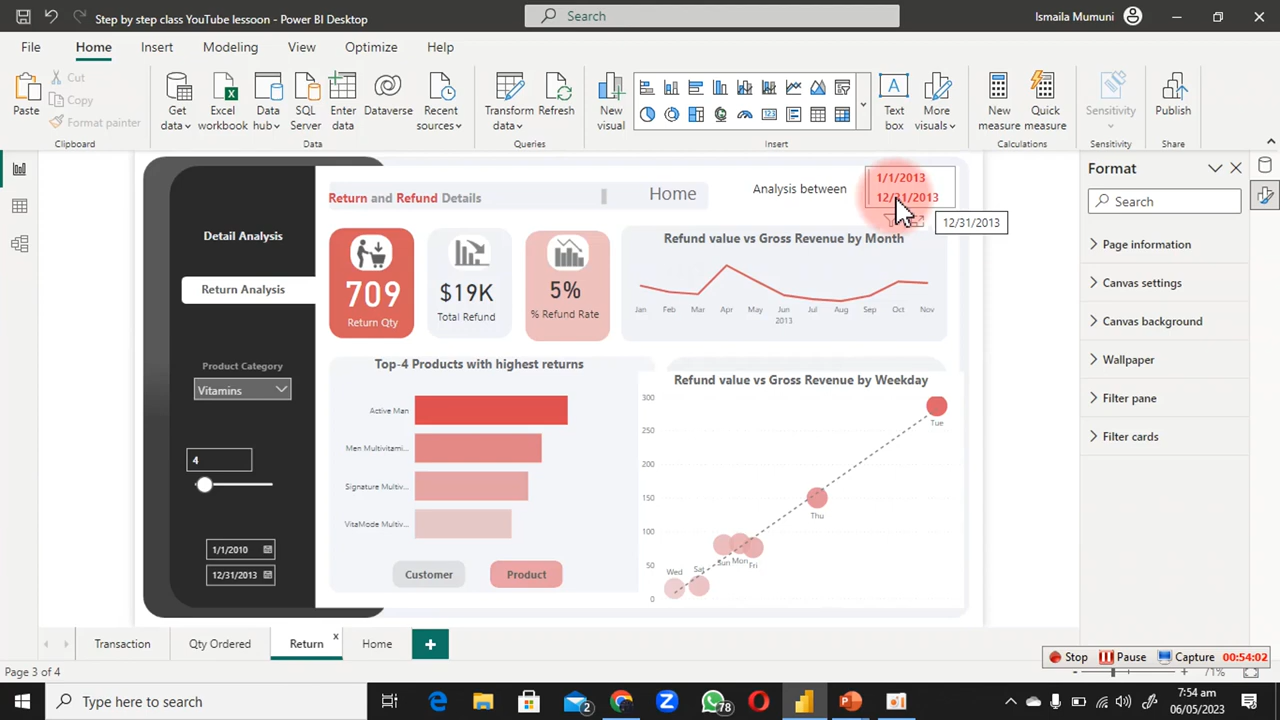 Step by step class YouTube lessoon - Power BI Desktop
Search
Ismaila Mumuni
File
Home
Insert
Modeling
View
Optimize
Help
Paste
Cut
Copy
Format painter
Clipboard
Get data
Excel workbook
Data hub
SQL Server
Enter data
Dataverse
Recent sources
Data
Transform data
Refresh
Queries
New visual
Text box
More visuals
Insert
New measure
Quick measure
Calculations
Sensitivity
Sensitivity
Publish
Share
Return and Refund Details
Home
Analysis between
1/1/2013
12/31/2013
12/31/2013
Detail Analysis
Return Analysis
Product Category
Vitamins
4
1/1/2010
12/31/2013
709
Return Qty
$19K
Total Refund
5%
% Refund Rate
Refund value vs Gross Revenue by Month
Jan Feb Mar Apr May Jun Jul Aug Sep Oct Nov
2013
Top-4 Products with highest returns
Active Man
Men Multivitami...
Signature Multiv...
VitaMode Multiv...
Customer
Product
Refund value vs Gross Revenue by Weekday
300
250
200
150
100
50
0
Tue
Thu
Sun
Mon
Fri
Wed
Sat
Format
Search
Page information
Canvas settings
Canvas background
Wallpaper
Filter pane
Filter cards
Transaction
Qty Ordered
Return
Home
Page 3 of 4
Stop
Pause
Capture
00:54:02
71%
Type here to search
2
78
7:54 am
06/05/2023